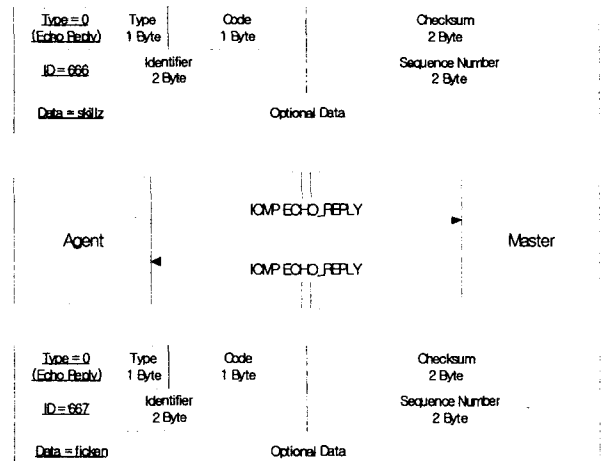 Type = 0 Type Code Checksum
(Echo Reply) 1 Byte 1 Byte 2 Byte
ID = 666 Identifier Sequence Number
2 Byte 2 Byte
Data = skillz Optional Data
ICMP ECHO_REPLY
Agent Master
ICMP ECHO_REPLY
Type = 0 Type Code Checksum
(Echo Reply) 1 Byte 1 Byte 2 Byte
ID = 667 Identifier Sequence Number
2 Byte 2 Byte
Data = ficken Optional Data